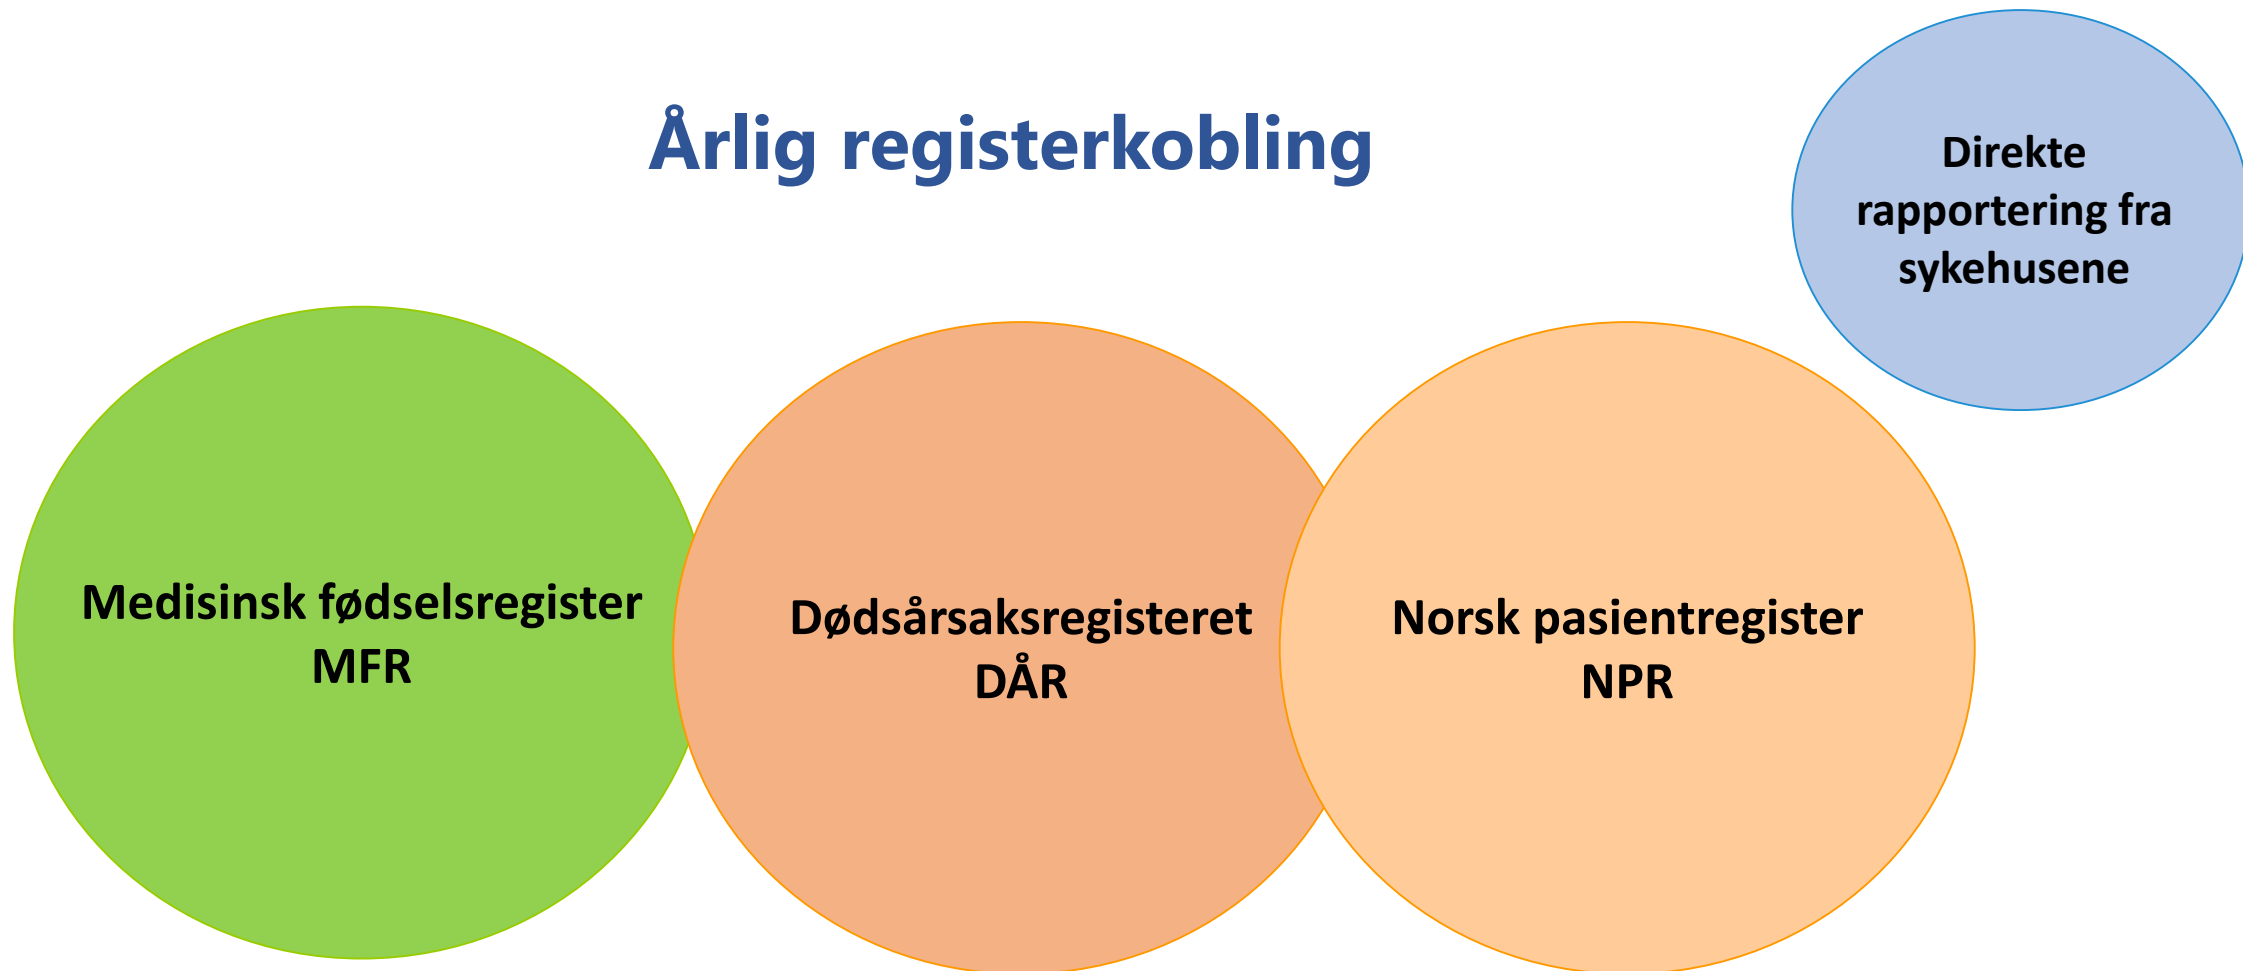 Årlig registerkobling
Direkte
rapportering fra
sykehusene
Medisinsk fødselsregister
MFR
Dødsårsaksregisteret
DÅR
Norsk pasientregister
NPR